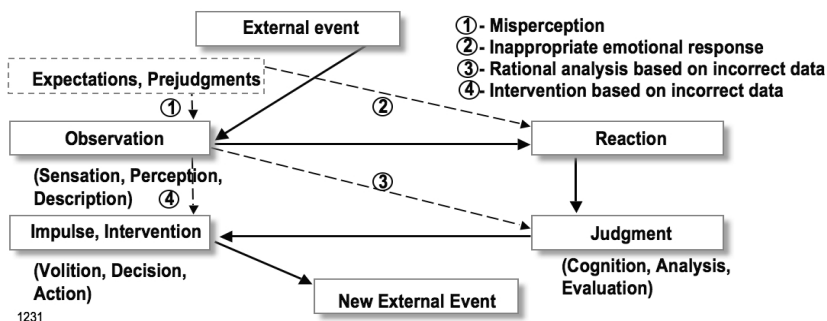 External event
① - Misperception
② - Inappropriate emotional response
③ - Rational analysis based on incorrect data
④ - Intervention based on incorrect data
Expectations, Prejudgments
①
②
Observation
Reaction
(Sensation, Perception,
Description)
③
④
Impulse, Intervention
Judgment
(Volition, Decision,
Action)
(Cognition, Analysis,
Evaluation)
New External Event
1231